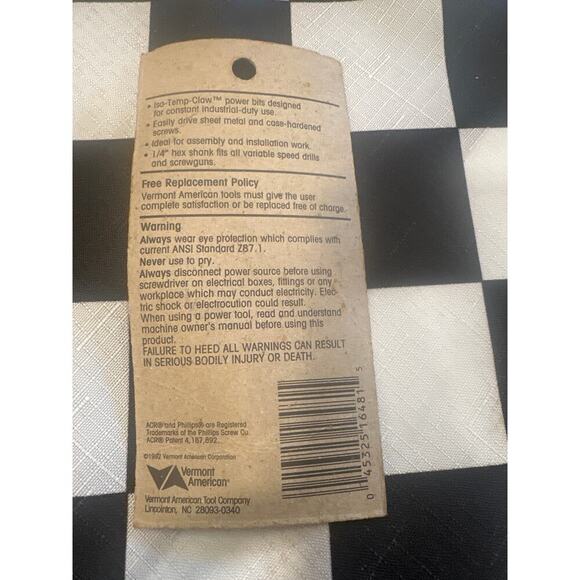 • Iso-Temp-Claw™ power bits designed
for constant industrial-duty use.
• Easily drive sheet metal and case-hardened
screws.
• Ideal for assembly and installation work.
• 1/4" hex shank fits all variable speed drills
and screwguns.
Free Replacement Policy
Vermont American tools must give the user
complete satisfaction or be replaced free of charge.
Warning
Always wear eye protection which complies with
current ANSI Standard Z87.1.
Never use to pry.
Always disconnect power source before using
screwdriver on electrical boxes, fittings or any
workplace which may conduct electricity. Elec-
tric shock or electrocution could result.
When using a power tool, read and understand
machine owner's manual before using this
product.
FAILURE TO HEED ALL WARNINGS CAN RESULT
IN SERIOUS BODILY INJURY OR DEATH.
ACR® and Phillips® are Registered
Trademarks of the Phillips Screw Co.
ACR® Patent 4,187,892.
©1992 Vermont American Corporation
Vermont
American®
Vermont American Tool Company
Lincolnton, NC 28093-0340
0 45325 16481 5